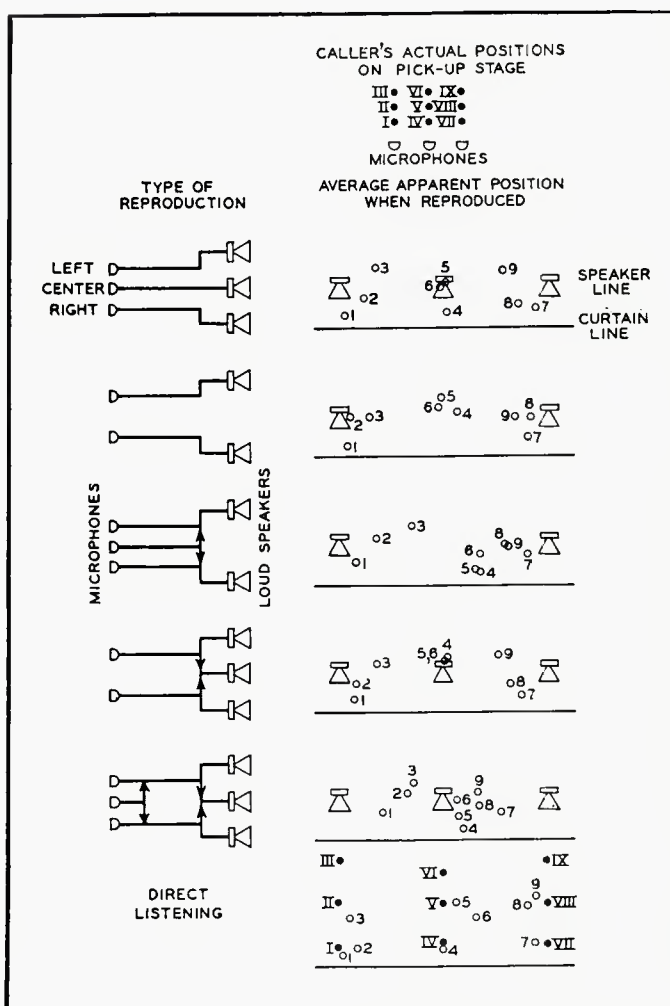 CALLER'S ACTUAL POSITIONS
ON PICK-UP STAGE
III VI IX
II V VIII
I IV VII
MICROPHONES
TYPE OF
REPRODUCTION
AVERAGE APPARENT POSITION
WHEN REPRODUCED
LEFT
CENTER
RIGHT
3 5 9
6
2 8 7
1 4
SPEAKER
LINE
CURTAIN
LINE
5
6 4
2 3 9 8
7
1
MICROPHONES
LOUD SPEAKERS
3
2 8
6 9 7
1 5 4
4
5,6 9
3
2 8
1 7
3
2 9
6 8
1 5 7
4
DIRECT
LISTENING
III VI IX
9
II V 5 8 VIII
3 6
I 2 IV 7 VII
1 4